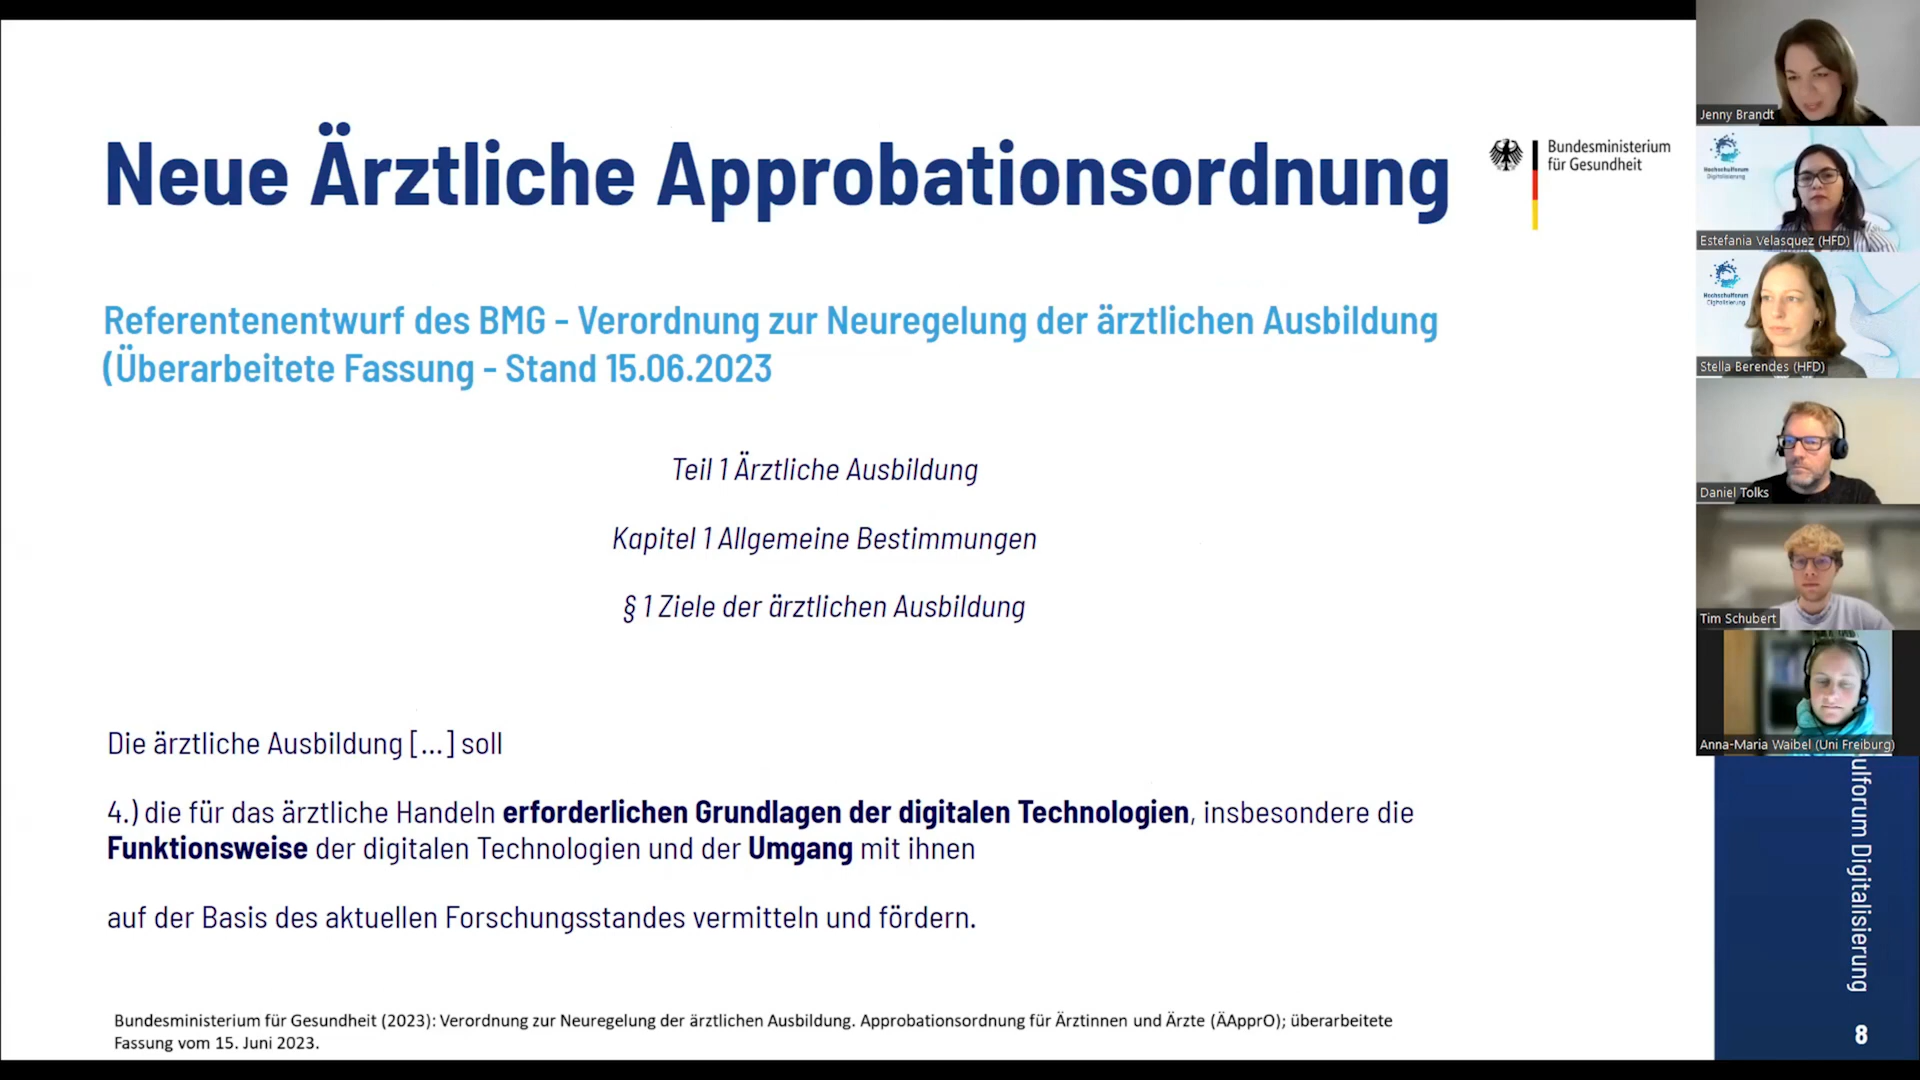 Neue Ärztliche Approbationsordnung
Bundesministerium
für Gesundheit
Referentenentwurf des BMG - Verordnung zur Neuregelung der ärztlichen Ausbildung
(Überarbeitete Fassung - Stand 15.06.2023
Teil 1 Ärztliche Ausbildung
Kapitel 1 Allgemeine Bestimmungen
§ 1 Ziele der ärztlichen Ausbildung
Die ärztliche Ausbildung [...] soll
4.) die für das ärztliche Handeln erforderlichen Grundlagen der digitalen Technologien, insbesondere die
Funktionsweise der digitalen Technologien und der Umgang mit ihnen
auf der Basis des aktuellen Forschungsstandes vermitteln und fördern.
Bundesministerium für Gesundheit (2023): Verordnung zur Neuregelung der ärztlichen Ausbildung. Approbationsordnung für Ärztinnen und Ärzte (ÄApprO); überarbeitete
Fassung vom 15. Juni 2023.
Jenny Brandt
Hochschulforum
Digitalisierung
Estefania Velasquez (HFD)
Hochschulforum
Digitalisierung
Stella Berendes (HFD)
Daniel Tolks
Tim Schubert
Anna-Maria Waibel (Uni Freiburg)
ulforum Digitalisierung
8